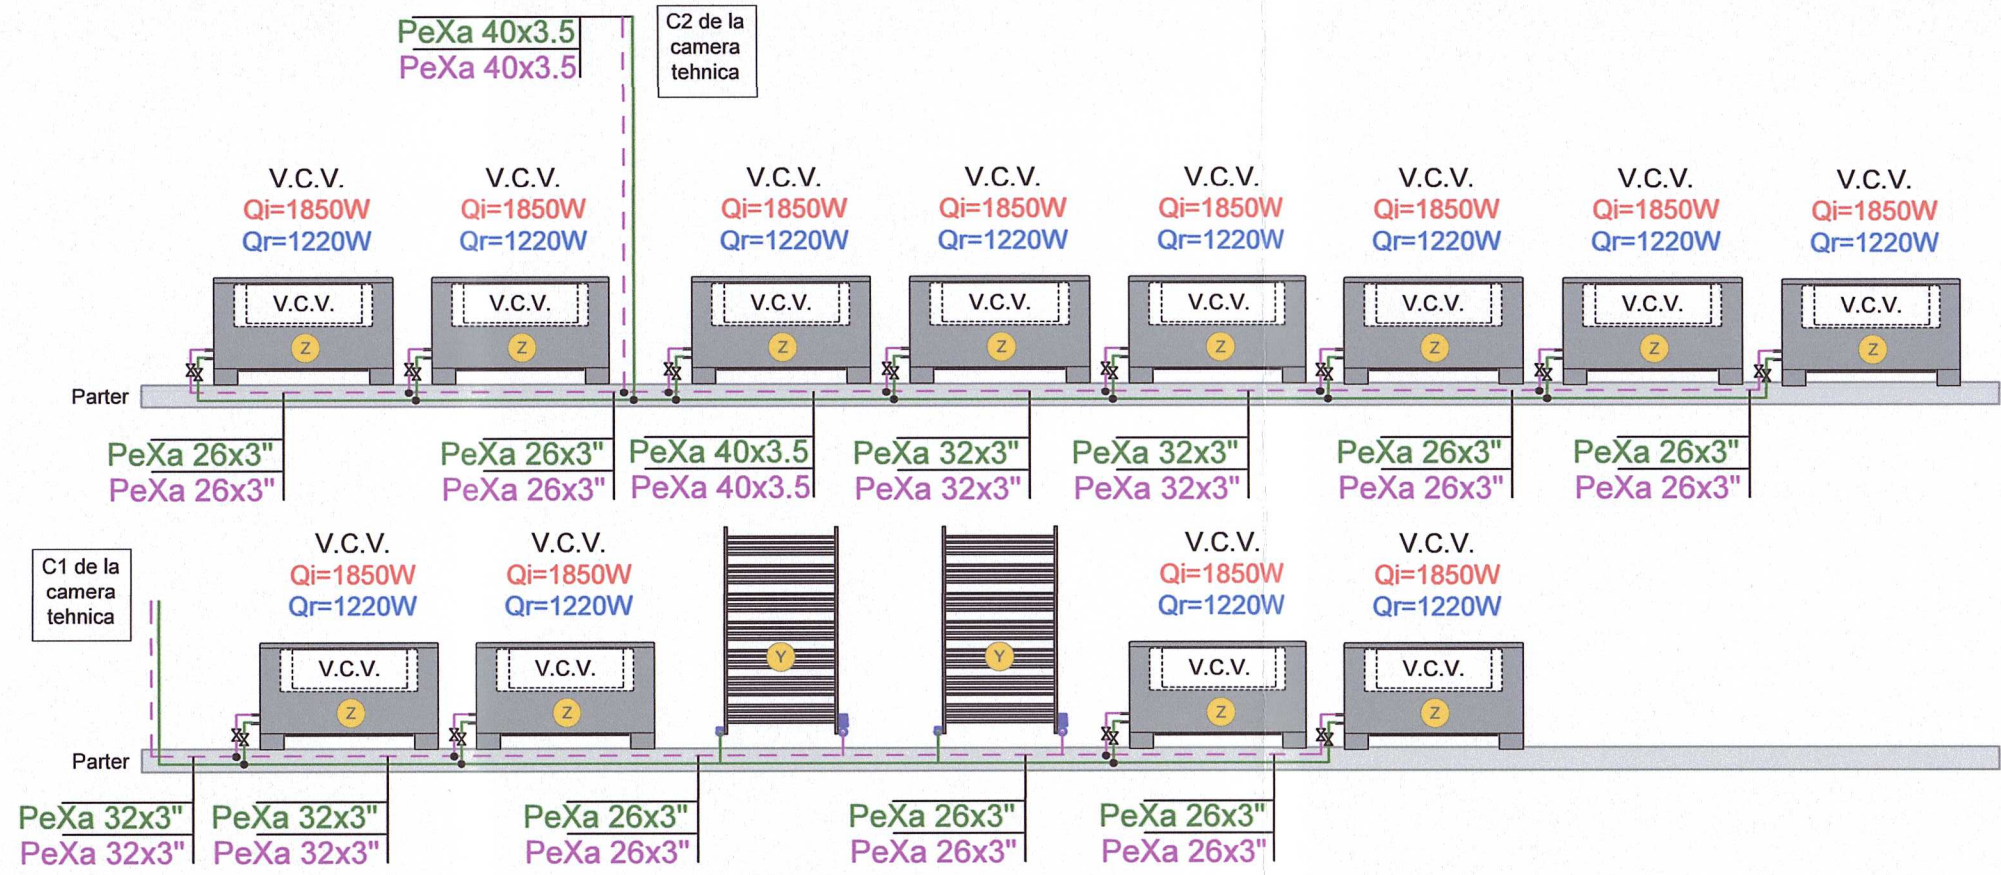 PeXa 40x3.5
PeXa 40x3.5
C2 de la
camera
tehnica
V.C.V.
Qi=1850W
Qr=1220W
V.C.V.
Qi=1850W
Qr=1220W
V.C.V.
Qi=1850W
Qr=1220W
V.C.V.
Qi=1850W
Qr=1220W
V.C.V.
Qi=1850W
Qr=1220W
V.C.V.
Qi=1850W
Qr=1220W
V.C.V.
Qi=1850W
Qr=1220W
V.C.V.
Qi=1850W
Qr=1220W
V.C.V.
Z
V.C.V.
Z
V.C.V.
Z
V.C.V.
Z
V.C.V.
Z
V.C.V.
Z
V.C.V.
Z
V.C.V.
Z
Parter
PeXa 26x3"
PeXa 26x3"
PeXa 26x3"
PeXa 26x3"
PeXa 40x3.5
PeXa 40x3.5
PeXa 32x3"
PeXa 32x3"
PeXa 32x3"
PeXa 32x3"
PeXa 26x3"
PeXa 26x3"
PeXa 26x3"
PeXa 26x3"
C1 de la
camera
tehnica
V.C.V.
Qi=1850W
Qr=1220W
V.C.V.
Qi=1850W
Qr=1220W
V.C.V.
Qi=1850W
Qr=1220W
V.C.V.
Qi=1850W
Qr=1220W
V.C.V.
Z
V.C.V.
Z
Y
Y
V.C.V.
Z
V.C.V.
Z
Parter
PeXa 32x3"
PeXa 32x3"
PeXa 32x3"
PeXa 32x3"
PeXa 26x3"
PeXa 26x3"
PeXa 26x3"
PeXa 26x3"
PeXa 26x3"
PeXa 26x3"